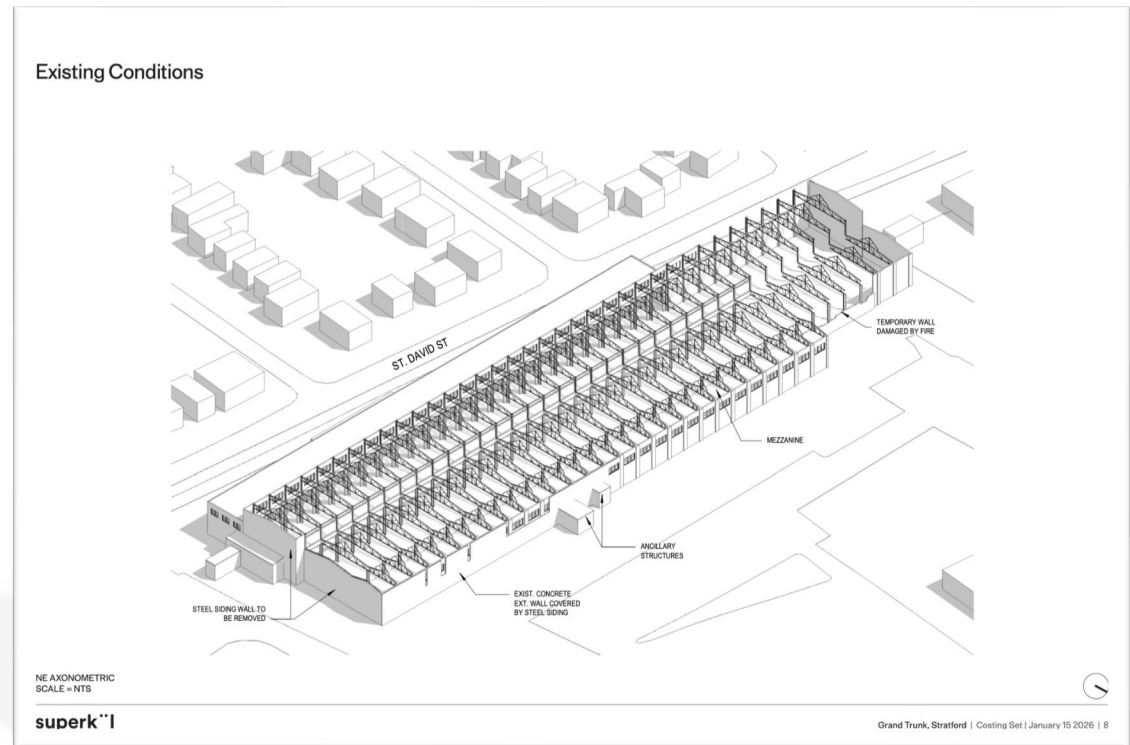 Existing Conditions
ST. DAVID ST
TEMPORARY WALL
DAMAGED BY FIRE
MEZZANINE
ANCILLARY
STRUCTURES
EXIST. CONCRETE
EXT. WALL COVERED
BY STEEL SIDING
STEEL SIDING WALL TO
BE REMOVED
NE AXONOMETRIC
SCALE = NTS
superk¨l
Grand Trunk, Stratford | Costing Set | January 15 2026 | 8